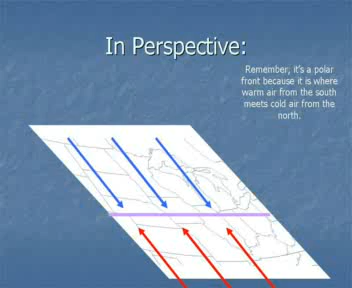 In Perspective:
Remember, it's a polar
front because it is where
warm air from the south
meets cold air from the
north.